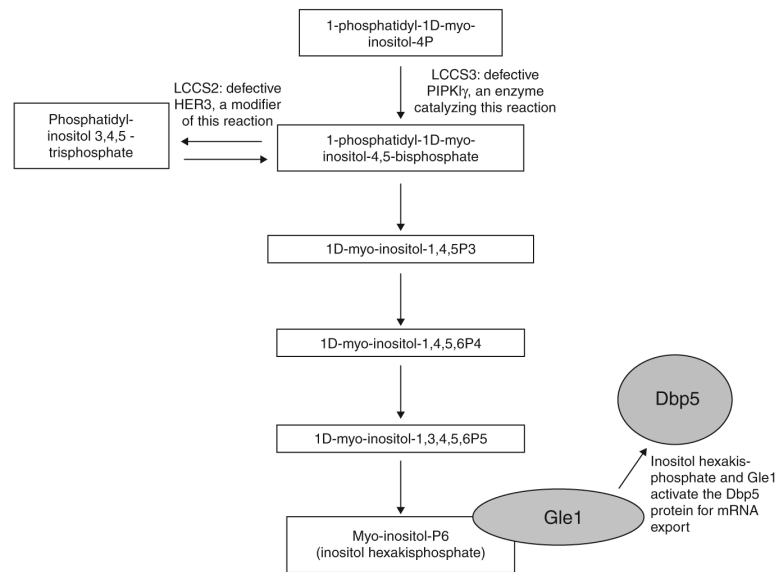 1-phosphatidyl-1D-myo-
inositol-4P
LCCS2: defective
HER3, a modifier
of this reaction
LCCS3: defective
PIPKIγ, an enzyme
catalyzing this reaction
Phosphatidyl-
inositol 3,4,5 -
trisphosphate
1-phosphatidyl-1D-myo-
inositol-4,5-bisphosphate
1D-myo-inositol-1,4,5P3
1D-myo-inositol-1,4,5,6P4
1D-myo-inositol-1,3,4,5,6P5
Myo-inositol-P6
(inositol hexakisphosphate)
Gle1
Dbp5
Inositol hexakis-
phosphate and Gle1
activate the Dbp5
protein for mRNA
export